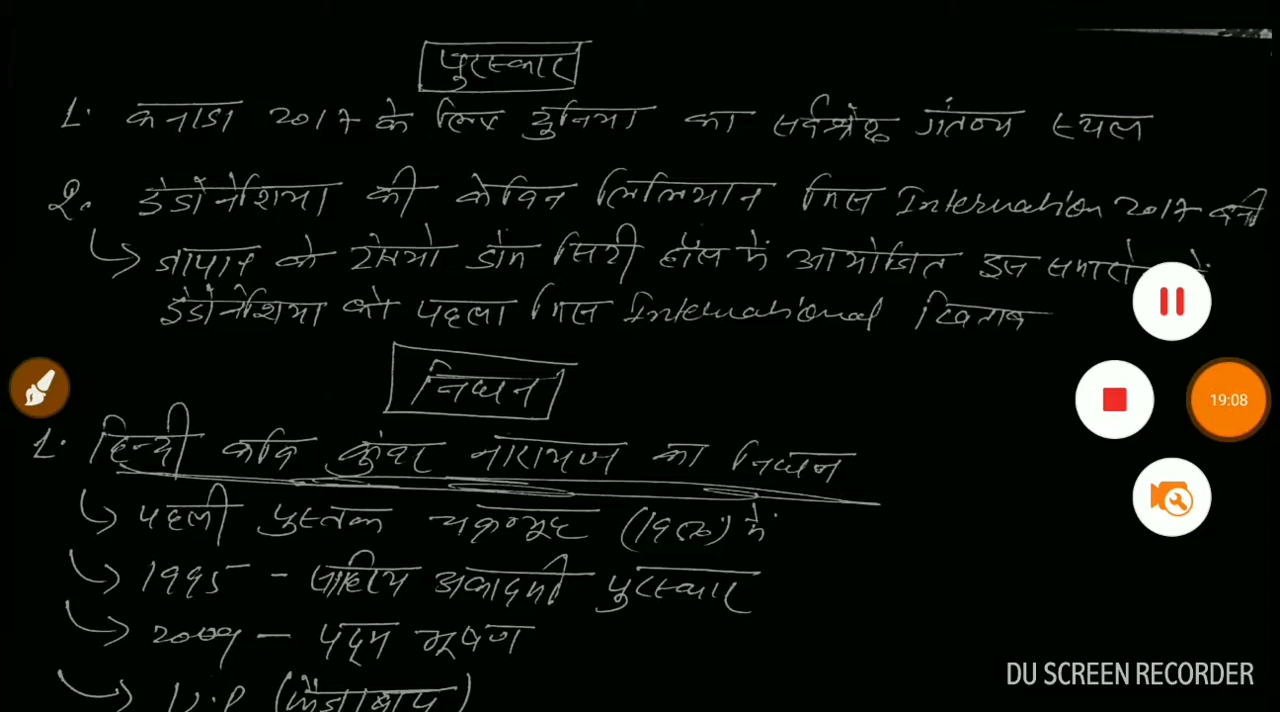 पुरस्कार
1. कनाडा 2017 के लिए दुनिया का सर्वश्रेष्ठ गंतव्य स्थल
2. इंडोनेशिया की केविन लिलियान मिस Internation 2017 बनी
↳ जापान के टोक्यो डोम सिटी हॉल में आयोजित इस
इंडोनेशिया को पहला मिस International खिताब
निधन
1. हिन्दी कवि कुंवर नारायण का निधन
↳ पहली पुस्तक चक्रव्यूह (1956) में
↳ 1995 - साहित्य अकादमी पुरस्कार
↳ 2009 - पद्म भूषण
↳ U.P (फैजाबाद)
19:08
DU SCREEN RECORDER